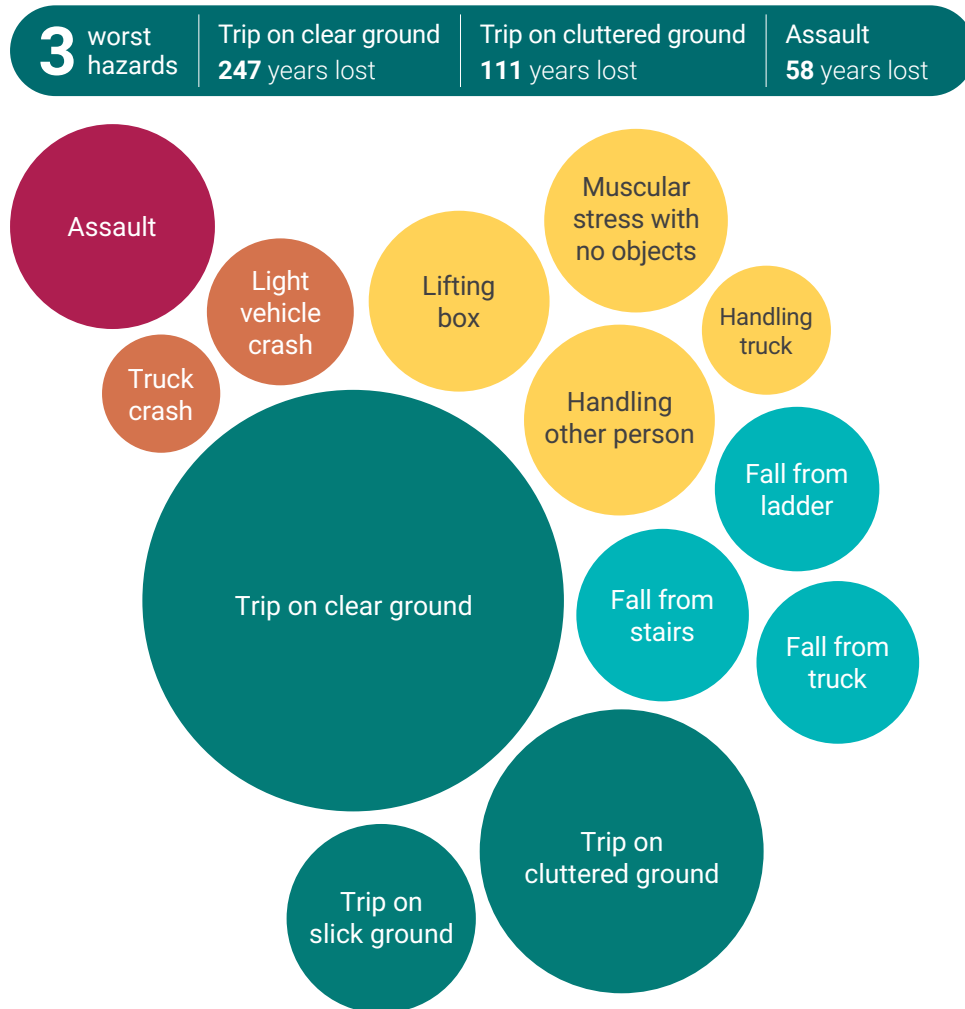 3 worst
hazards
Trip on clear ground
247 years lost
Trip on cluttered ground
111 years lost
Assault
58 years lost
Assault
Light
vehicle
crash
Truck
crash
Lifting
box
Muscular
stress with
no objects
Handling
truck
Handling
other person
Fall from
ladder
Trip on clear ground
Fall from
stairs
Fall from
truck
Trip on
cluttered ground
Trip on
slick ground